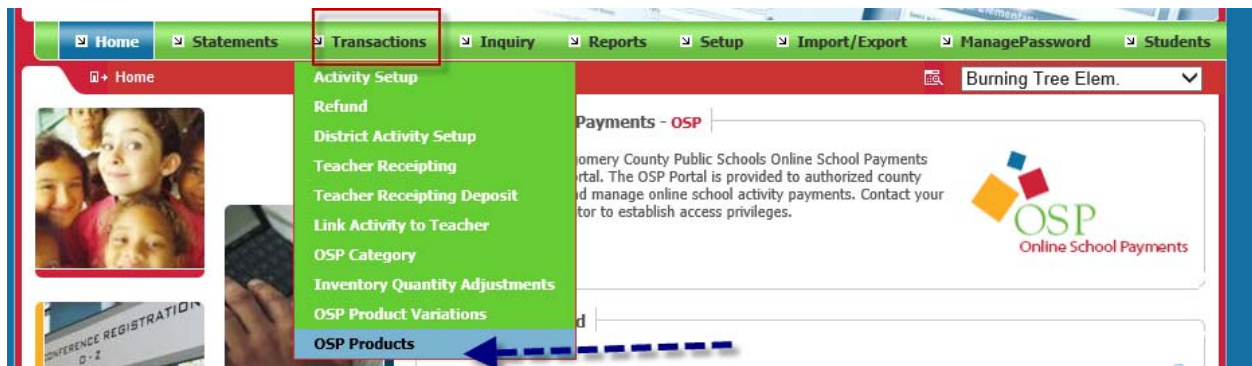 Home Statements Transactions Inquiry Reports Setup Import/Export ManagePassword Students
Home
Burning Tree Elem.
Activity Setup
Refund
District Activity Setup
Teacher Receipting
Teacher Receipting Deposit
Link Activity to Teacher
OSP Category
Inventory Quantity Adjustments
OSP Product Variations
OSP Products
Payments - OSP
gomery County Public Schools Online School Payments
rtal. The OSP Portal is provided to authorized county
nd manage online school activity payments. Contact your
tor to establish access privileges.
OSP
Online School Payments
d
CONFERENCE REGISTRATION
O - Z